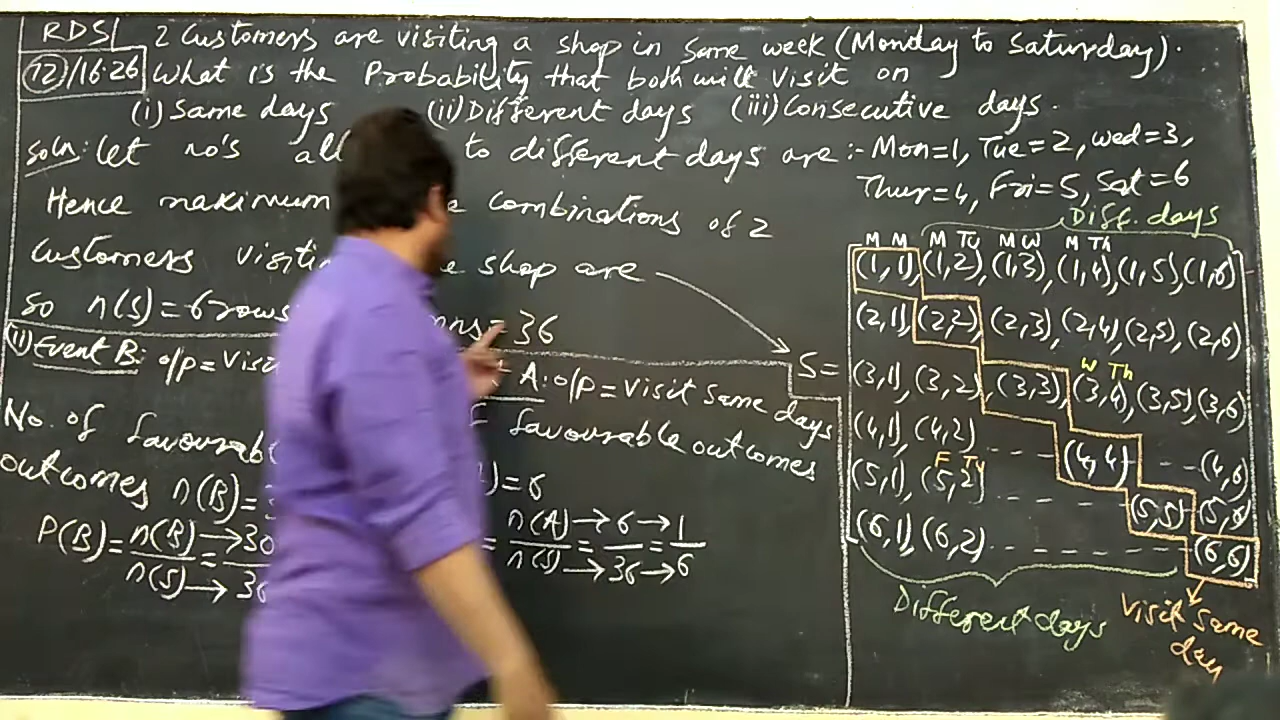 RDS 2 Customers are visiting a shop in same week (Monday to Saturday).
12/16.26 What is the Probability that both will visit on
(i) Same days (ii) Different days (iii) Consecutive days.
Soln: let no's all to different days are :- Mon=1, Tue=2, wed=3,
Thur=4, Fri=5, Sat=6
Hence maximum combinations of 2
customers shop are
so n(S) = 6 rows = 36
Diff. days
M M M Tu M W M Th
(1,1) (1,2), (1,3), (1,4) (1,5) (1,6)
(2,1) (2,2), (2,3), (2,4), (2,5), (2,6)
W Th
S = (3,1), (3,2) (3,3), (3,4), (3,5) (3,6)
(4,1), (4,2) - - - (4,4) - - - (4,6)
F Tu
(5,1), (5,2) - - - (5,5) (5,6)
(6,1), (6,2) - - - - - - - (6,6)
Different days
Visit same
day
A: o/p = Visit same days
favourable outcomes
= 6
= n(A) → 6 → 1
n(S) → 36 → 6
(ii) Event B: o/p =
No. of
outcomes n(B) =
P(B) = n(B) → 30
n(S) → 36